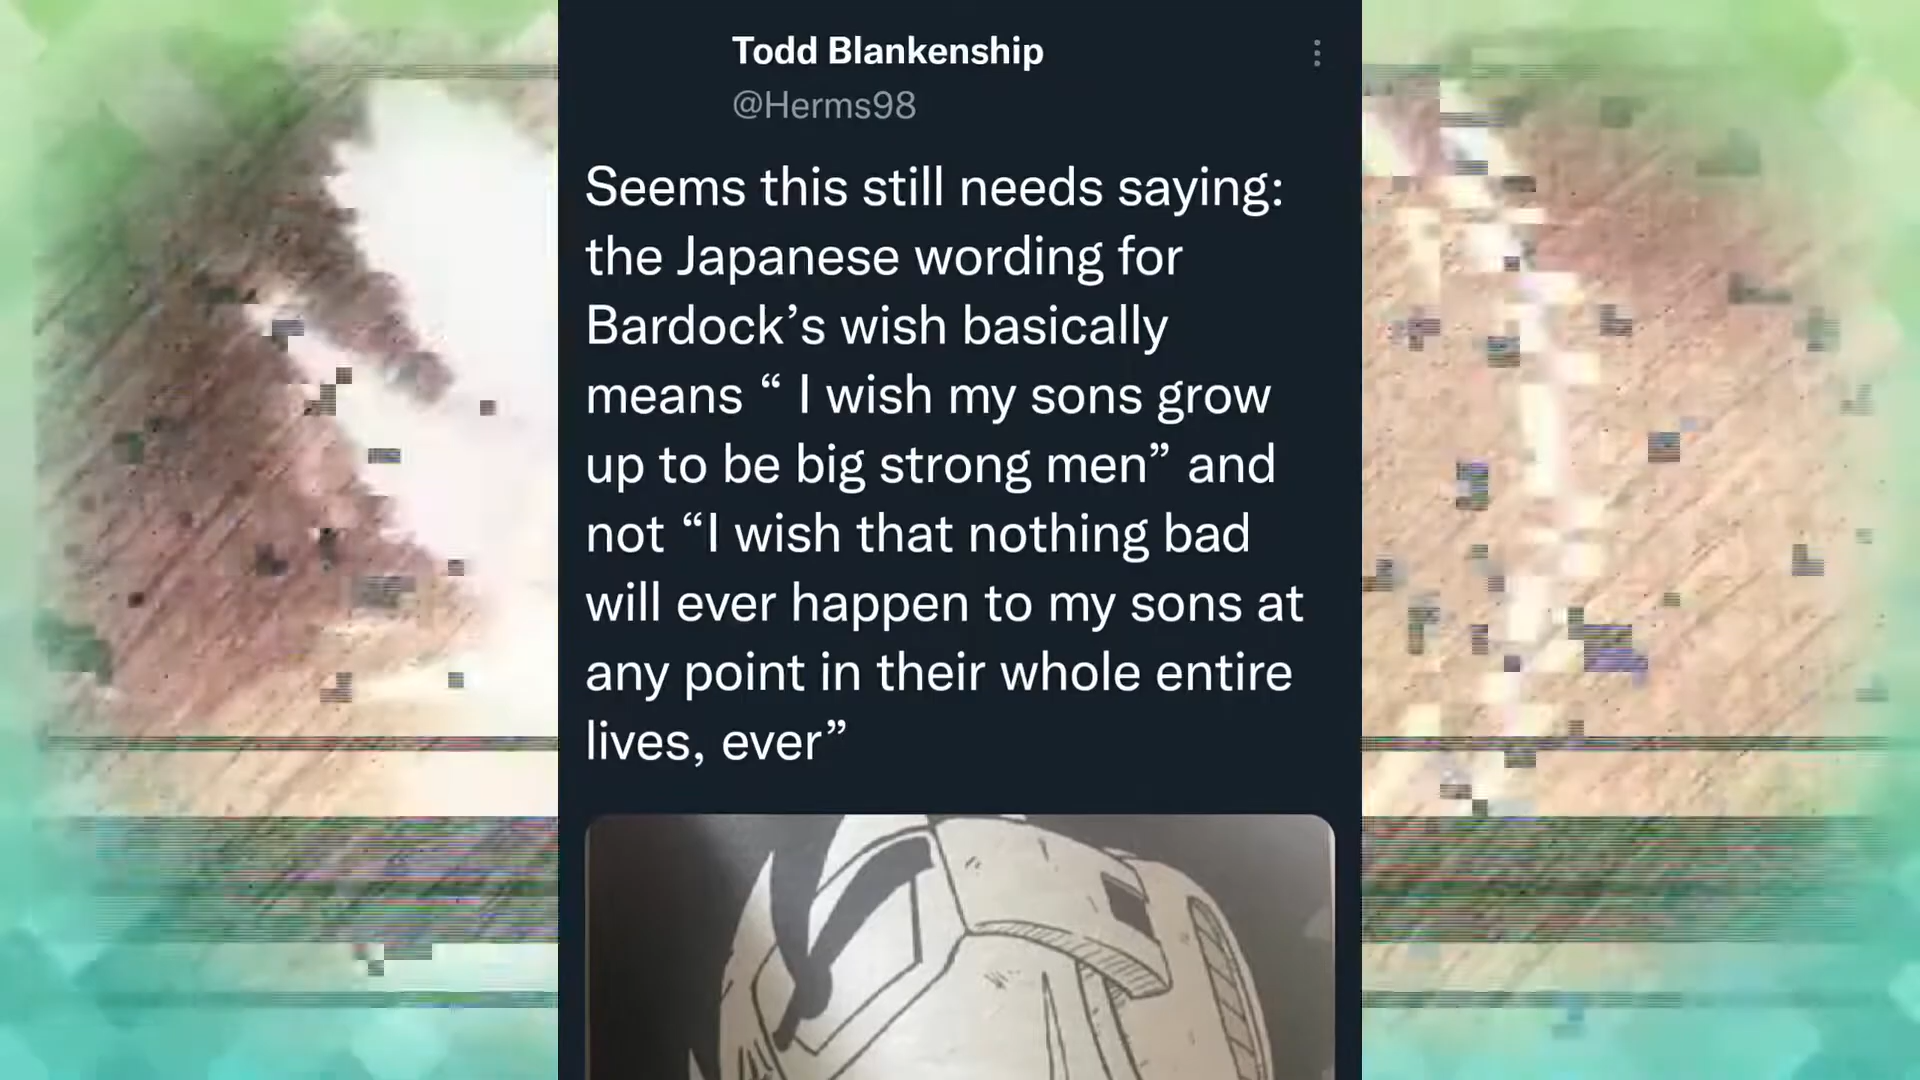 Todd Blankenship
@Herms98
Seems this still needs saying:
the Japanese wording for
Bardock’s wish basically
means “ I wish my sons grow
up to be big strong men” and
not “I wish that nothing bad
will ever happen to my sons at
any point in their whole entire
lives, ever”